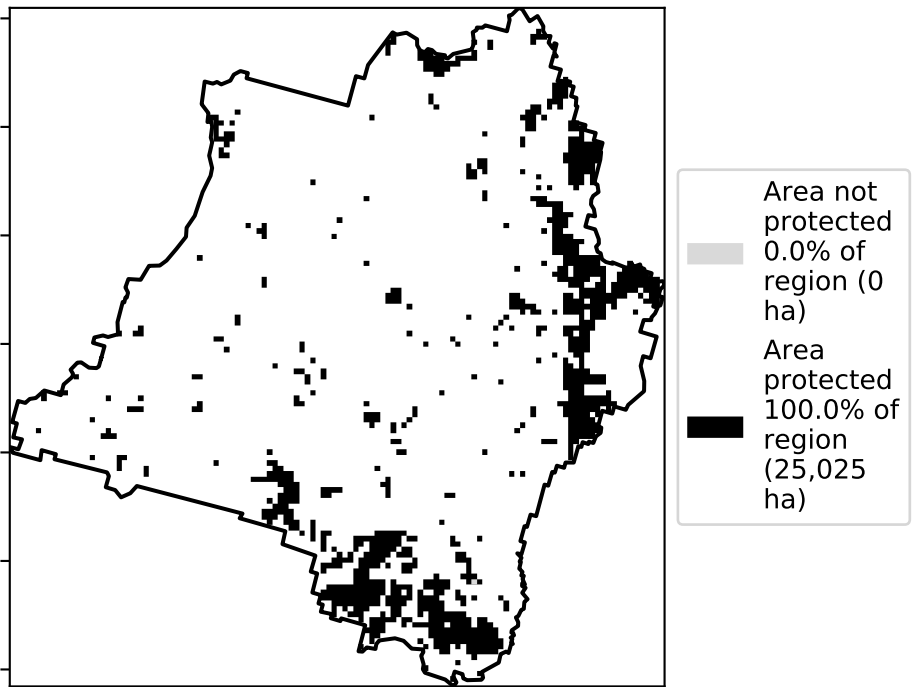 Area not
protected
0.0% of
region (0
ha)
Area
protected
100.0% of
region
(25,025
ha)